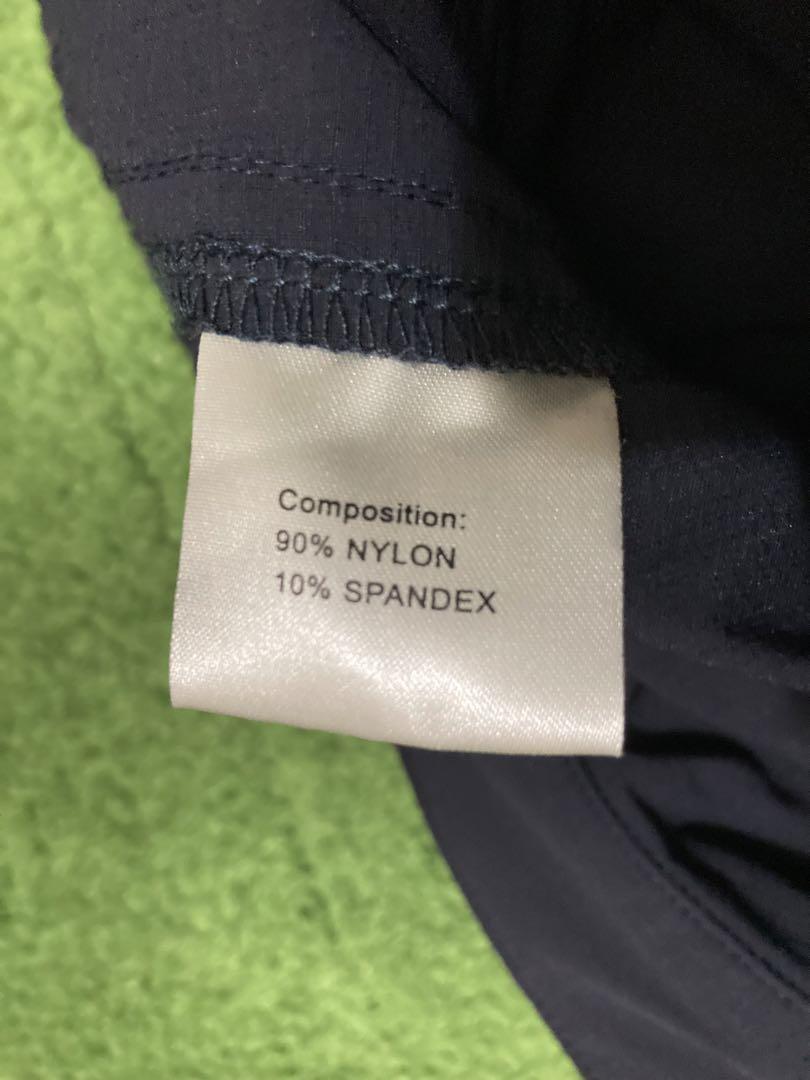 Composition:
90% NYLON
10% SPANDEX